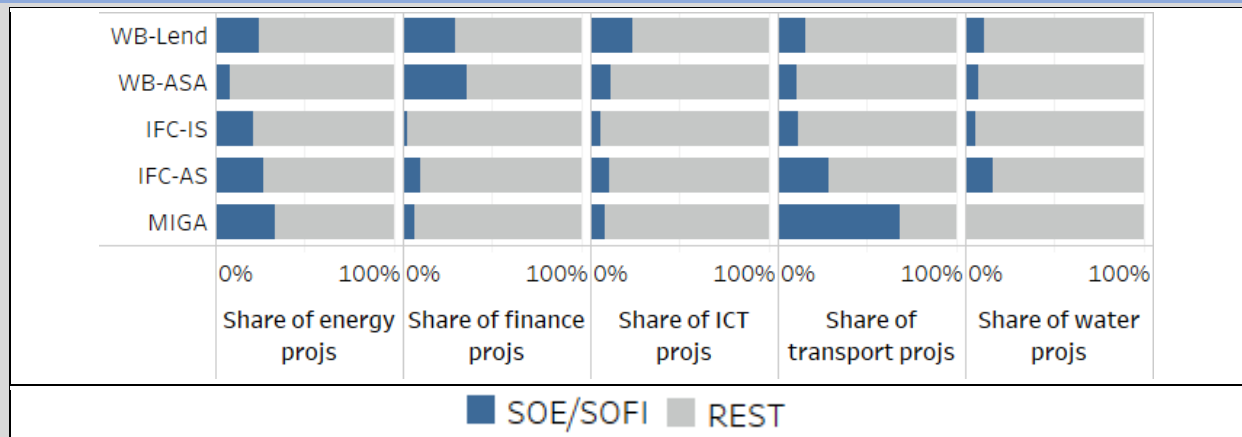 WB-Lend
WB-ASA
IFC-IS
IFC-AS
MIGA
0% 100% 0% 100% 0% 100% 0% 100% 0% 100%
Share of energy projs
Share of finance projs
Share of ICT projs
Share of transport projs
Share of water projs
SOE/SOFI REST